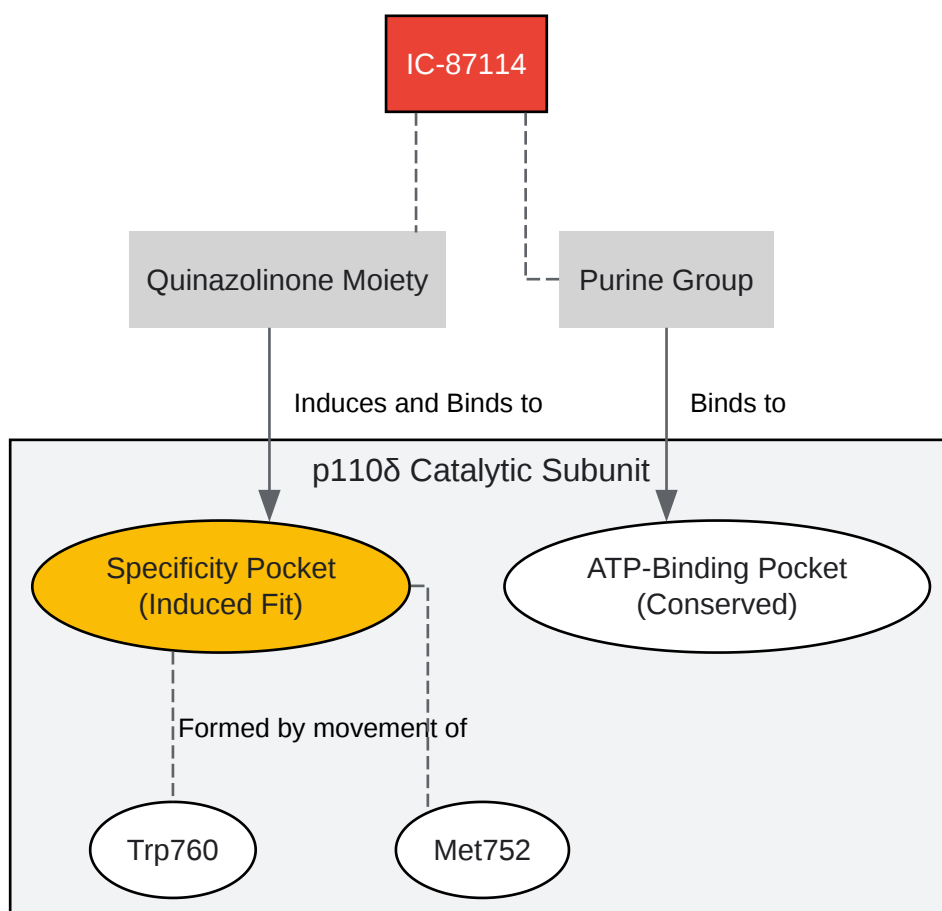 IC-87114
Quinazolinone Moiety
Purine Group
Induces and Binds to
Binds to
p110δ Catalytic Subunit
Specificity Pocket
(Induced Fit)
ATP-Binding Pocket
(Conserved)
Formed by movement of
Trp760
Met752